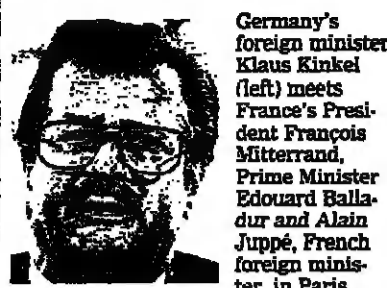 Germany's
foreign minister
Klaus Kinkel
(left) meets
France's Presi-
dent François
Mitterrand,
Prime Minister
Edouard Balla-
dur and Alain
Juppé, French
foreign minis-
ter, in Paris